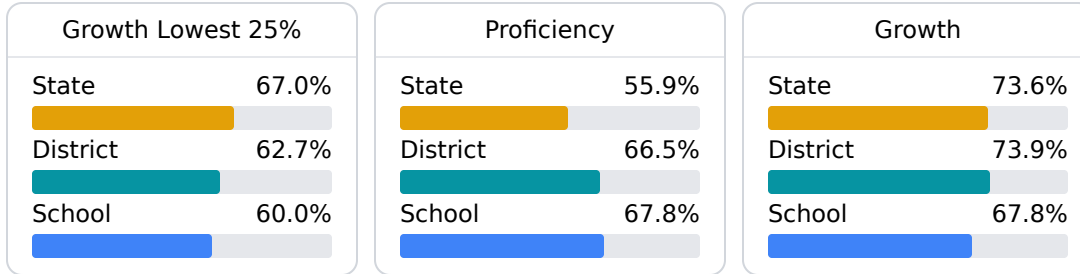 Growth Lowest 25%
State 67.0%
District 62.7%
School 60.0%
Proficiency
State 55.9%
District 66.5%
School 67.8%
Growth
State 73.6%
District 73.9%
School 67.8%